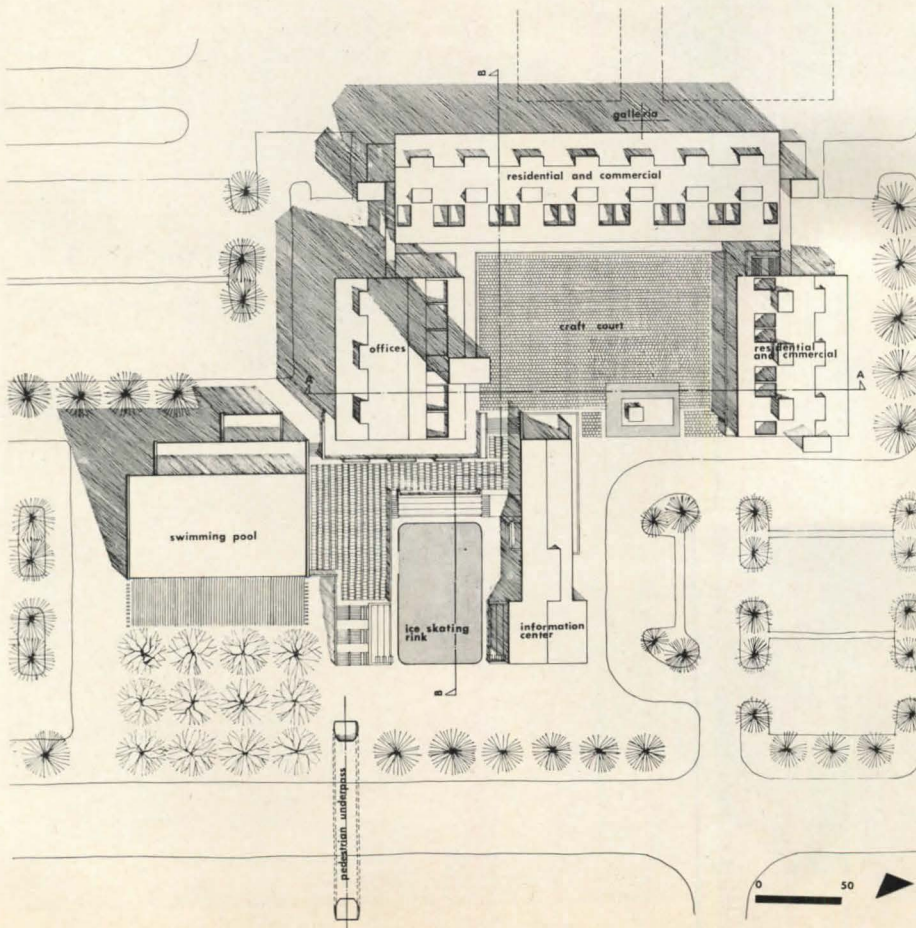 B
galleria
residential and commercial
craft court
offices
residential
and cmmercial
A
A
swimming pool
ice skating
rink
information
center
B
pedestrian underpass
0 50